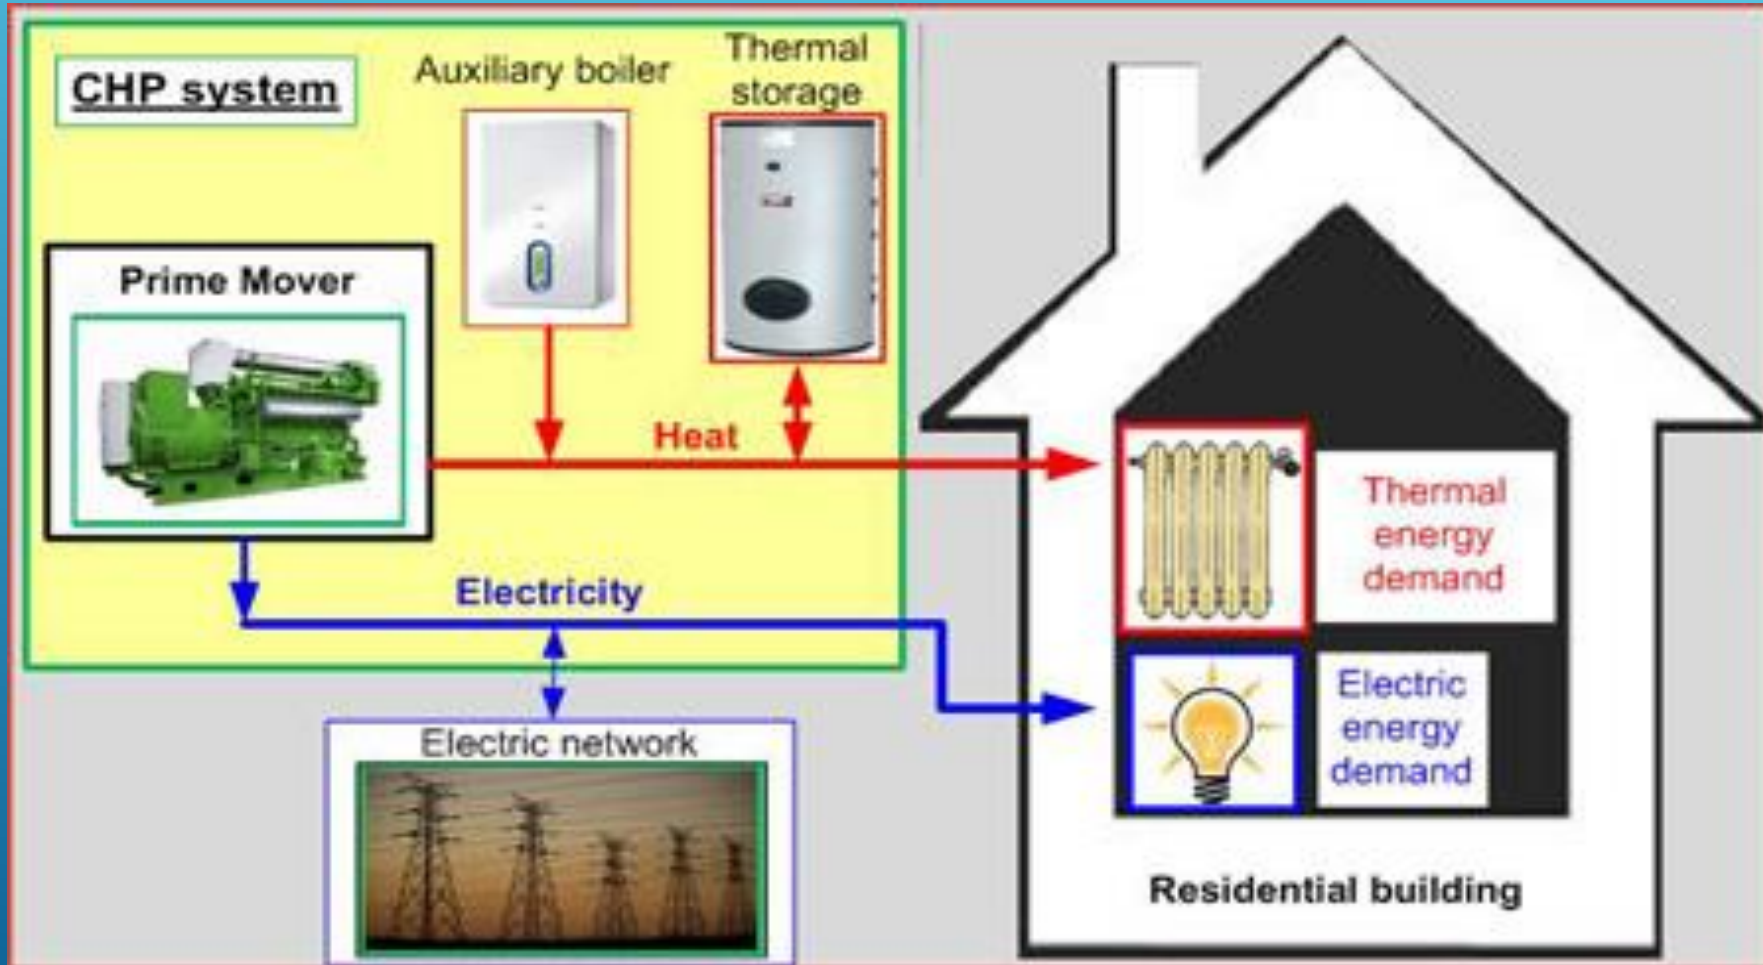 CHP system
Auxiliary boiler
Thermal
storage
Prime Mover
Heat
Electricity
Electric network
Thermal
energy
demand
Electric
energy
demand
Residential building